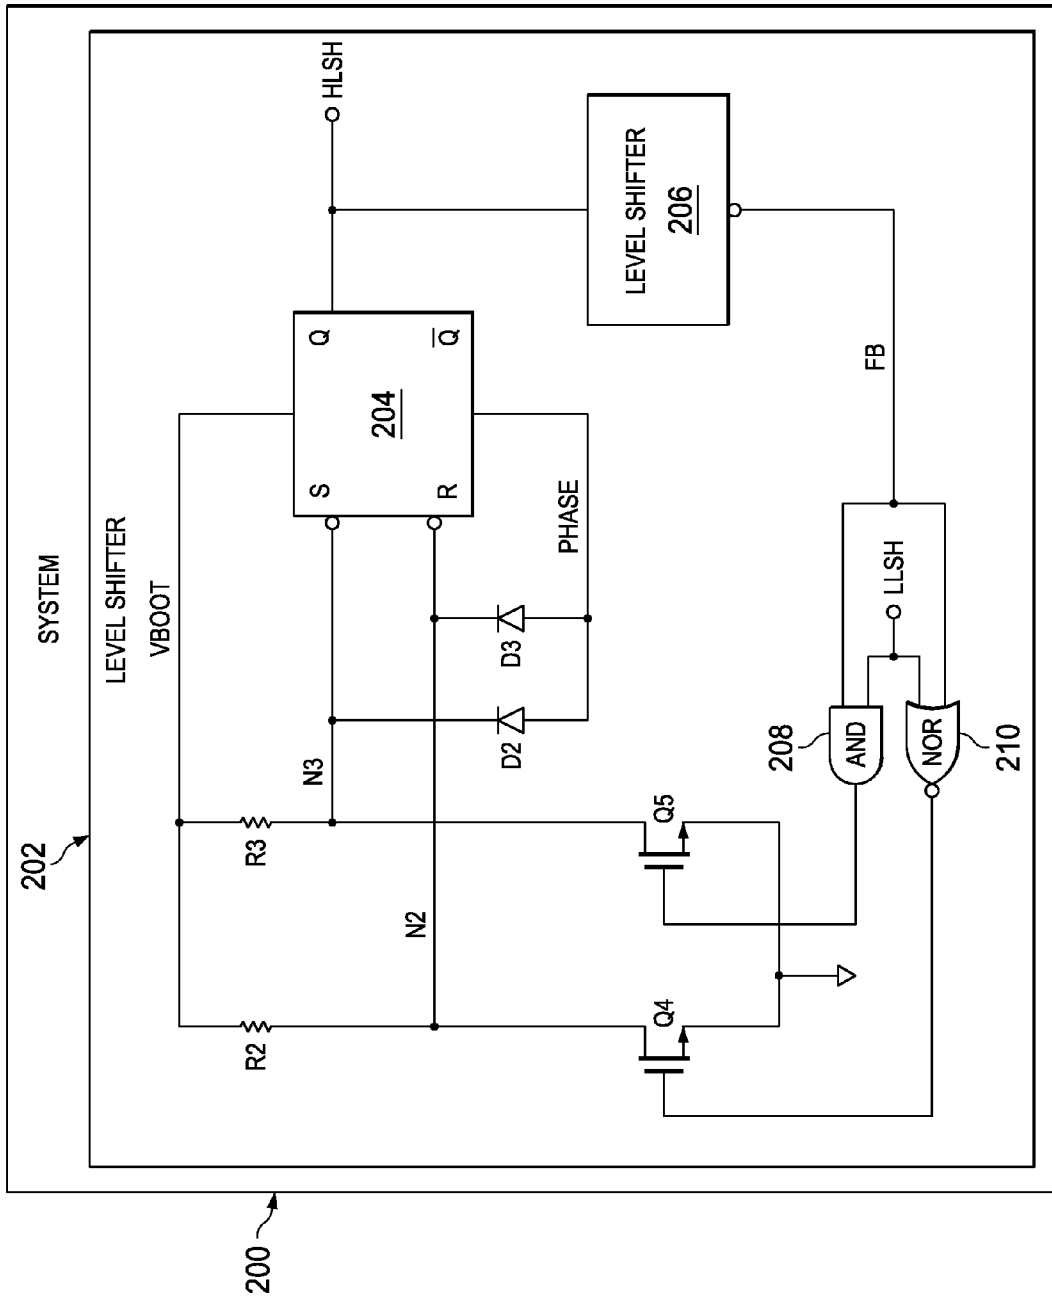 SYSTEM
200
202
LEVEL SHIFTER
VBOOT
R2
R3
N3
N2
S
R
Q
Q
204
HLSH
D2
D3
PHASE
LEVEL SHIFTER
206
Q4
Q5
FB
LLSH
208
AND
NOR
210